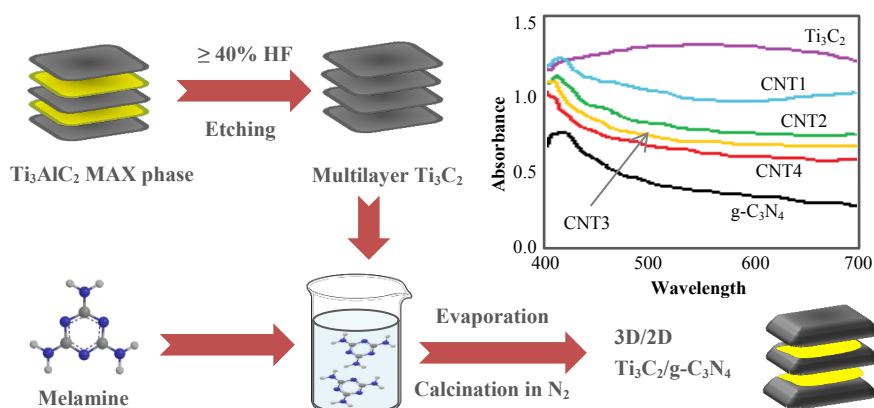 ≥ 40% HF
Etching
Ti₃AlC₂ MAX phase
Multilayer Ti₃C₂
Absorbance
1.5
1.0
0.5
0.0
Ti₃C₂
CNT1
CNT2
CNT4
CNT3
g-C₃N₄
400
500
600
700
Wavelength
Melamine
Evaporation
Calcination in N₂
3D/2D
Ti₃C₂/g-C₃N₄